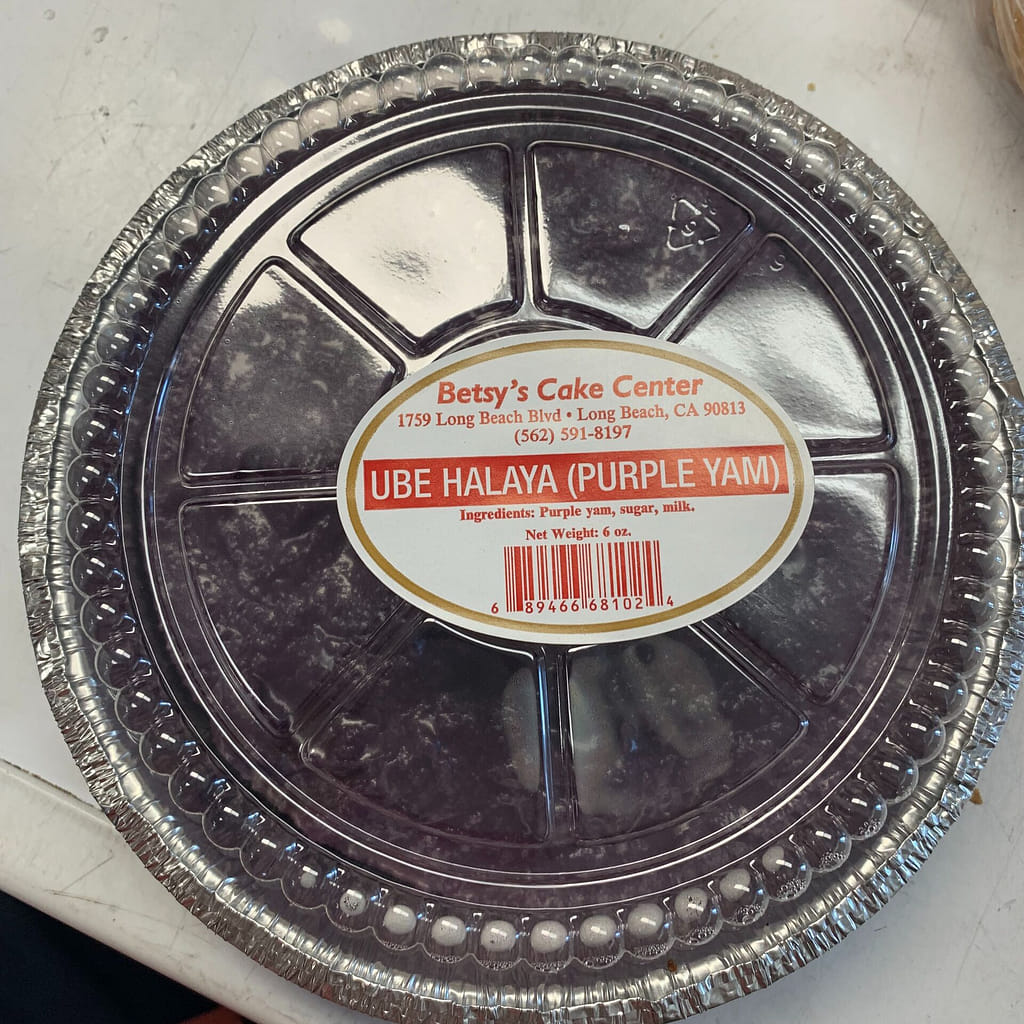 Betsy's Cake Center
1759 Long Beach Blvd • Long Beach, CA 90813
(562) 591-8197
UBE HALAYA (PURPLE YAM)
Ingredients: Purple yam, sugar, milk.
Net Weight: 6 oz.
6 89466 68102 4